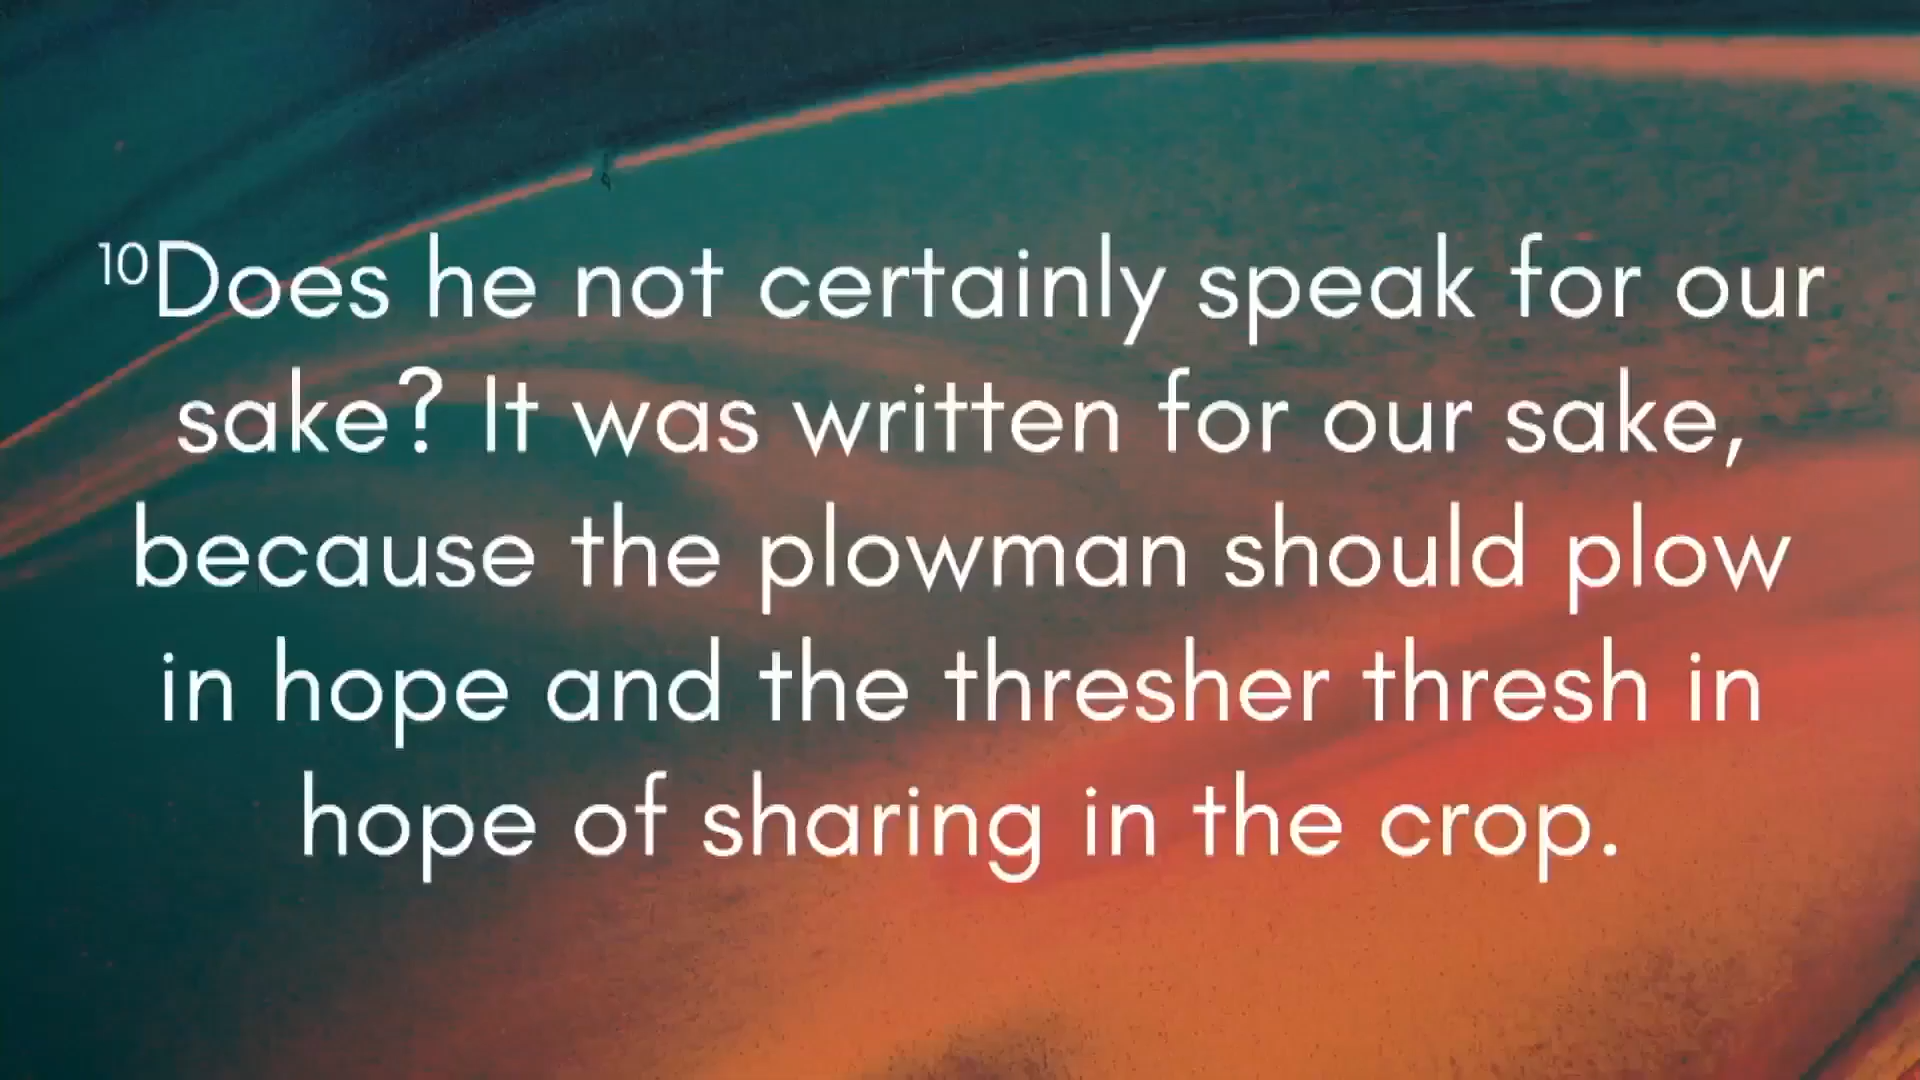 10Does he not certainly speak for our
sake? It was written for our sake,
because the plowman should plow
in hope and the thresher thresh in
hope of sharing in the crop.